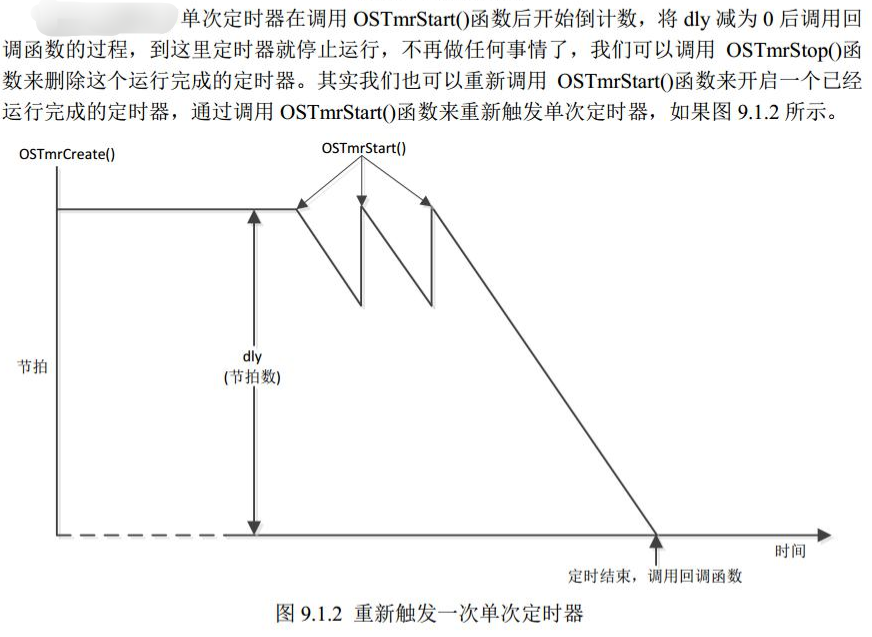 单次定时器在调用 OSTmrStart()函数后开始倒计数，将 dly 减为 0 后调用回
调函数的过程，到这里定时器就停止运行，不再做任何事情了，我们可以调用 OSTmrStop()函
数来删除这个运行完成的定时器。其实我们也可以重新调用 OSTmrStart()函数来开启一个已经
运行完成的定时器，通过调用 OSTmrStart()函数来重新触发单次定时器，如果图 9.1.2 所示。
OSTmrCreate()
OSTmrStart()
节拍
dly
(节拍数)
时间
定时结束，调用回调函数
图 9.1.2 重新触发一次单次定时器